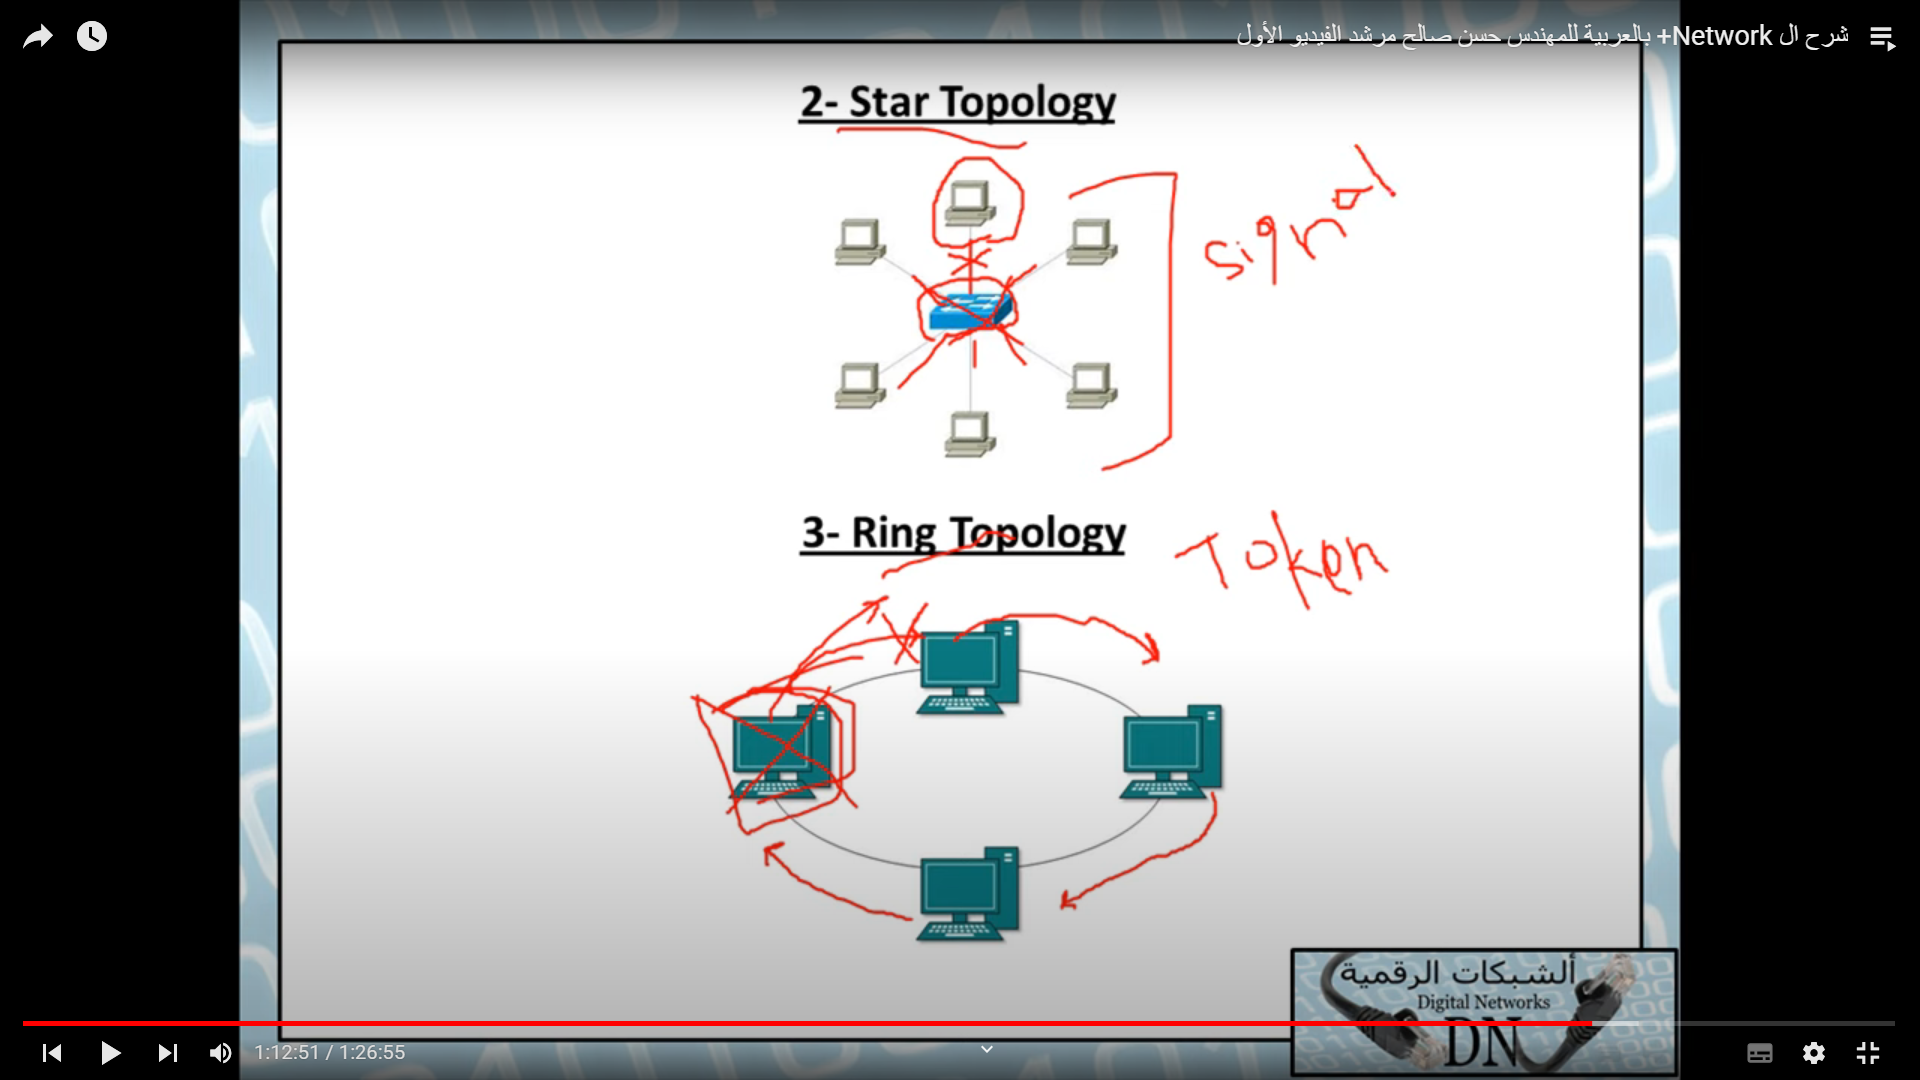 شرح ال Network+ بالعربية للمهندس حسن صالح مرشد الفيديو الأول
2- Star Topology
Signal
3- Ring Topology
Token
ألشبكات الرقمية
Digital Networks
DN
1:12:51 / 1:26:55